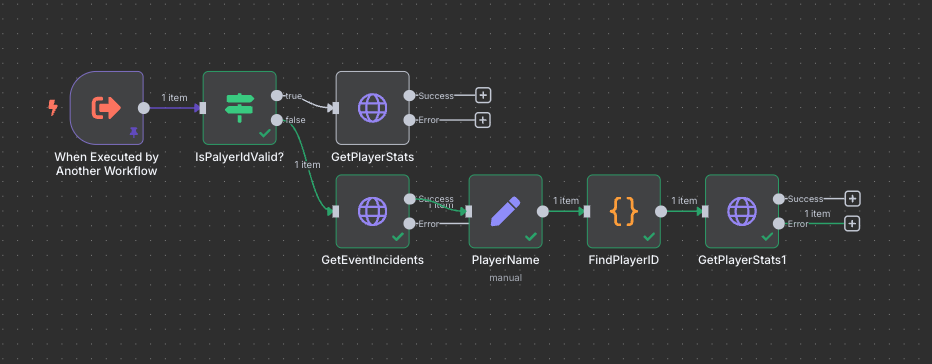 1 item
true
false
Success
Error
When Executed by
Another Workflow
IsPalyerIdValid?
GetPlayerStats
1 item
Success
1 item
Error
1 item
1 item
Success
1 item
Error
GetEventIncidents
PlayerName
manual
FindPlayerID
GetPlayerStats1